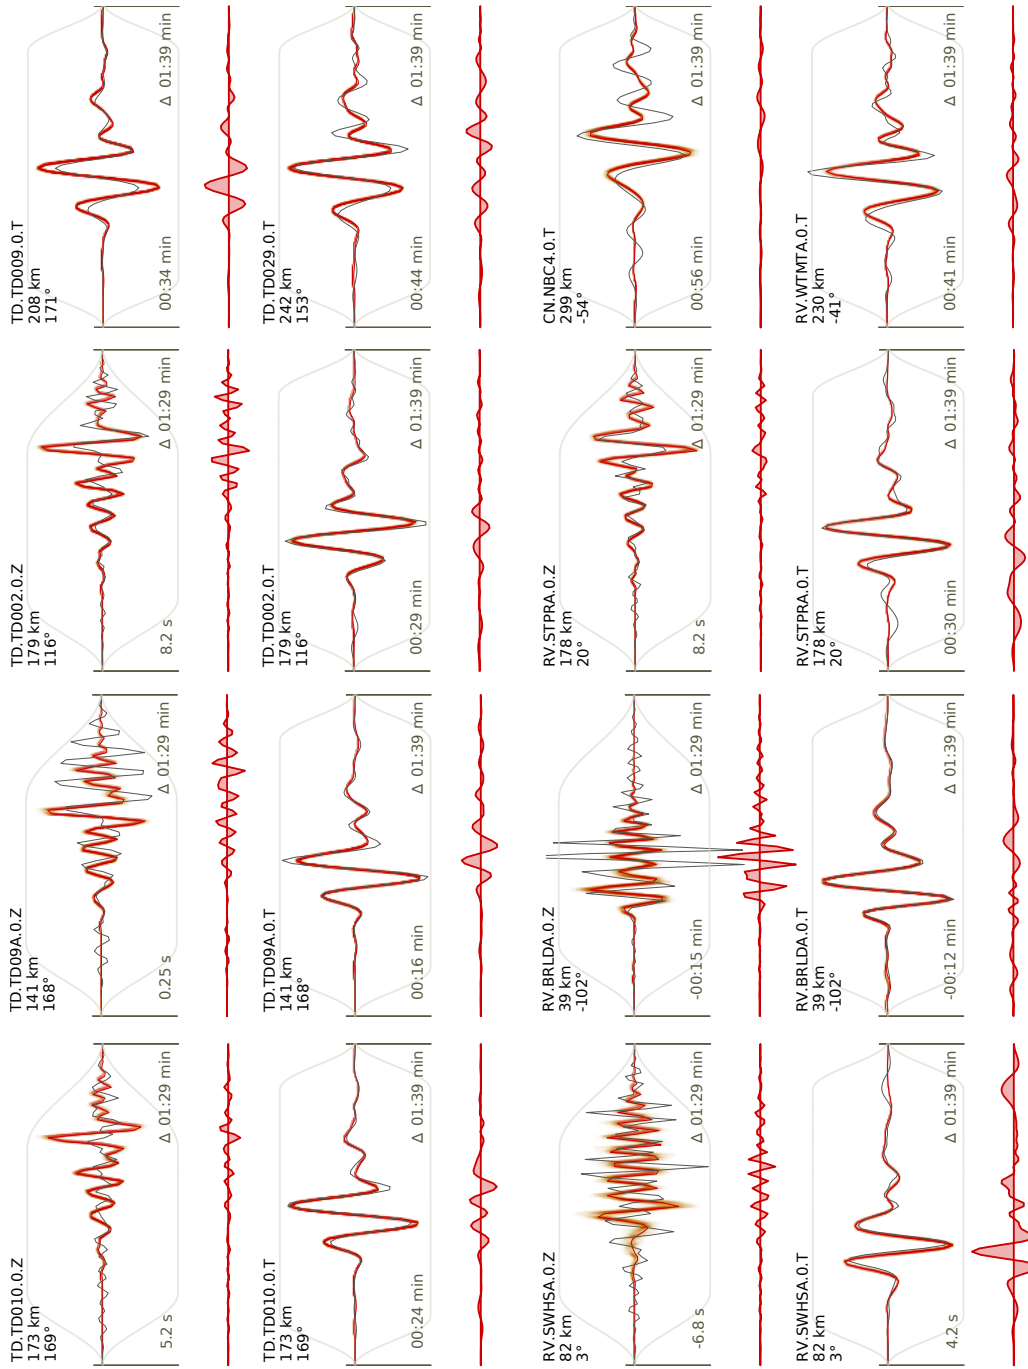 TD.TD010.0.Z
173 km
169°
5.2 s
Δ 01:29 min
TD.TD09A.0.Z
141 km
168°
0.25 s
Δ 01:29 min
TD.TD002.0.Z
179 km
116°
8.2 s
Δ 01:29 min
TD.TD009.0.T
208 km
171°
00:34 min
Δ 01:39 min
TD.TD010.0.T
173 km
169°
00:24 min
Δ 01:39 min
TD.TD09A.0.T
141 km
168°
00:16 min
Δ 01:39 min
TD.TD002.0.T
179 km
116°
00:29 min
Δ 01:39 min
TD.TD029.0.T
242 km
153°
00:44 min
Δ 01:39 min
RV.SWHSA.0.Z
82 km
3°
-6.8 s
Δ 01:29 min
RV.BRLDA.0.Z
39 km
-102°
-00:15 min
Δ 01:29 min
RV.STPRA.0.Z
178 km
20°
8.2 s
Δ 01:29 min
CN.NBC4.0.T
299 km
-54°
00:56 min
Δ 01:39 min
RV.SWHSA.0.T
82 km
3°
4.2 s
Δ 01:39 min
RV.BRLDA.0.T
39 km
-102°
-00:12 min
Δ 01:39 min
RV.STPRA.0.T
178 km
20°
00:30 min
Δ 01:39 min
RV.WTMTA.0.T
230 km
-41°
00:41 min
Δ 01:39 min